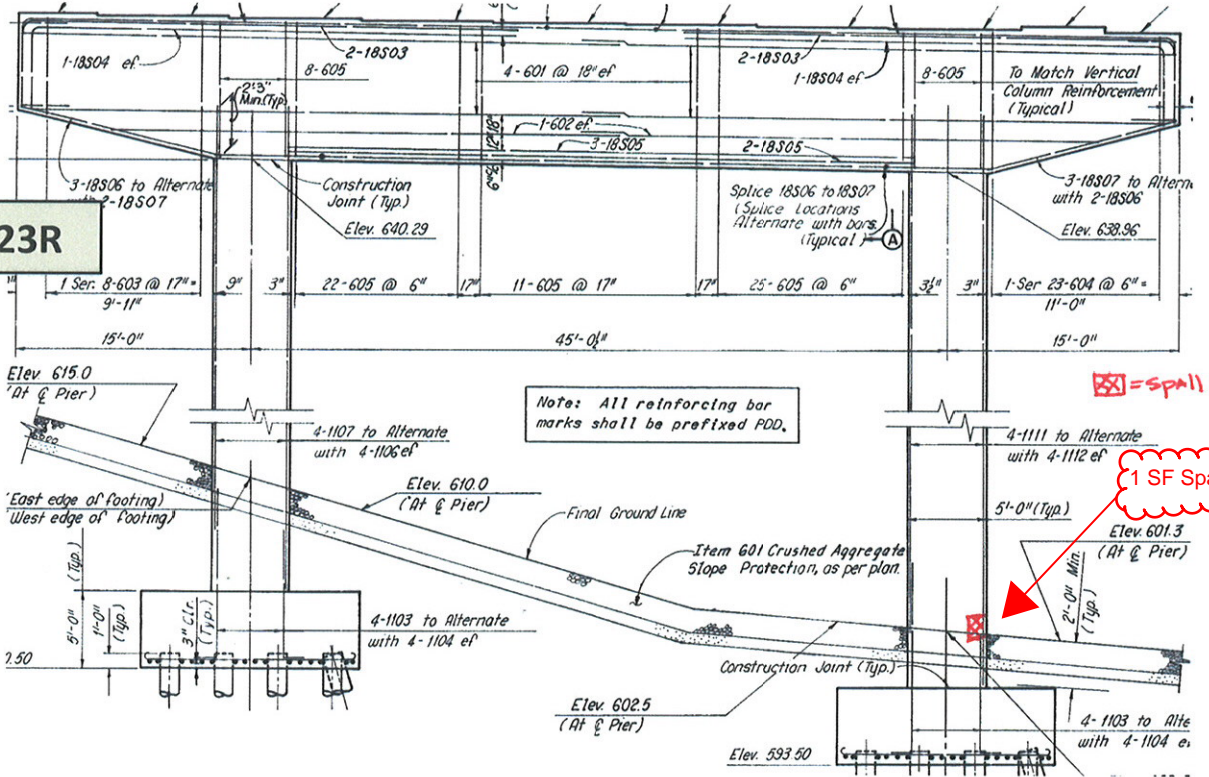 2-18S03
1-18S04 ef.
8-605
4-601 @ 18" ef
2-18S03
1-18S04 ef
8-605
To Match Vertical
Column Reinforcement
(Typical)
2'3"
Min.(Typ.)
1-602 ef.
3-18S05
2-18S05
18"
12"
3-18S06 to Alternate
with 2-18S07
Construction
Joint (Typ.)
Elev. 640.29
Splice 18S06 to 18S07
(Splice Locations
Alternate with bars.
(Typical)
A
3-18S07 to Altern
with 2-18S06
Elev. 638.96
23R
1 Ser. 8-603 @ 17" =
9'-11"
9"
3"
22-605 @ 6"
17"
11-605 @ 17"
17"
25-605 @ 6"
3½"
3"
1-Ser 23-604 @ 6" =
11'-0"
15'-0"
45'-0½"
15'-0"
Elev 615.0
(At ℄ Pier)
Note: All reinforcing bar
marks shall be prefixed PDD.
= Spall
4-1107 to Alternate
with 4-1106 ef
4-1111 to Alternate
with 4-1112 ef
1 SF Spa
East edge of footing)
West edge of footing)
Elev. 610.0
(At ℄ Pier)
Final Ground Line
5'-0" (Typ.)
Elev. 601.3
(At ℄ Pier)
Item 601 Crushed Aggregate
Slope Protection, as per plan.
2'-0" Min.
(Typ.)
5'-0" (Typ.)
1'-0"
(Typ.)
3" Clr.
(Typ.)
4-1103 to Alternate
with 4-1104 ef
7.50
Construction Joint (Typ.)
Elev. 602.5
(At ℄ Pier)
4-1103 to Alte
with 4-1104 e
Elev. 593.50